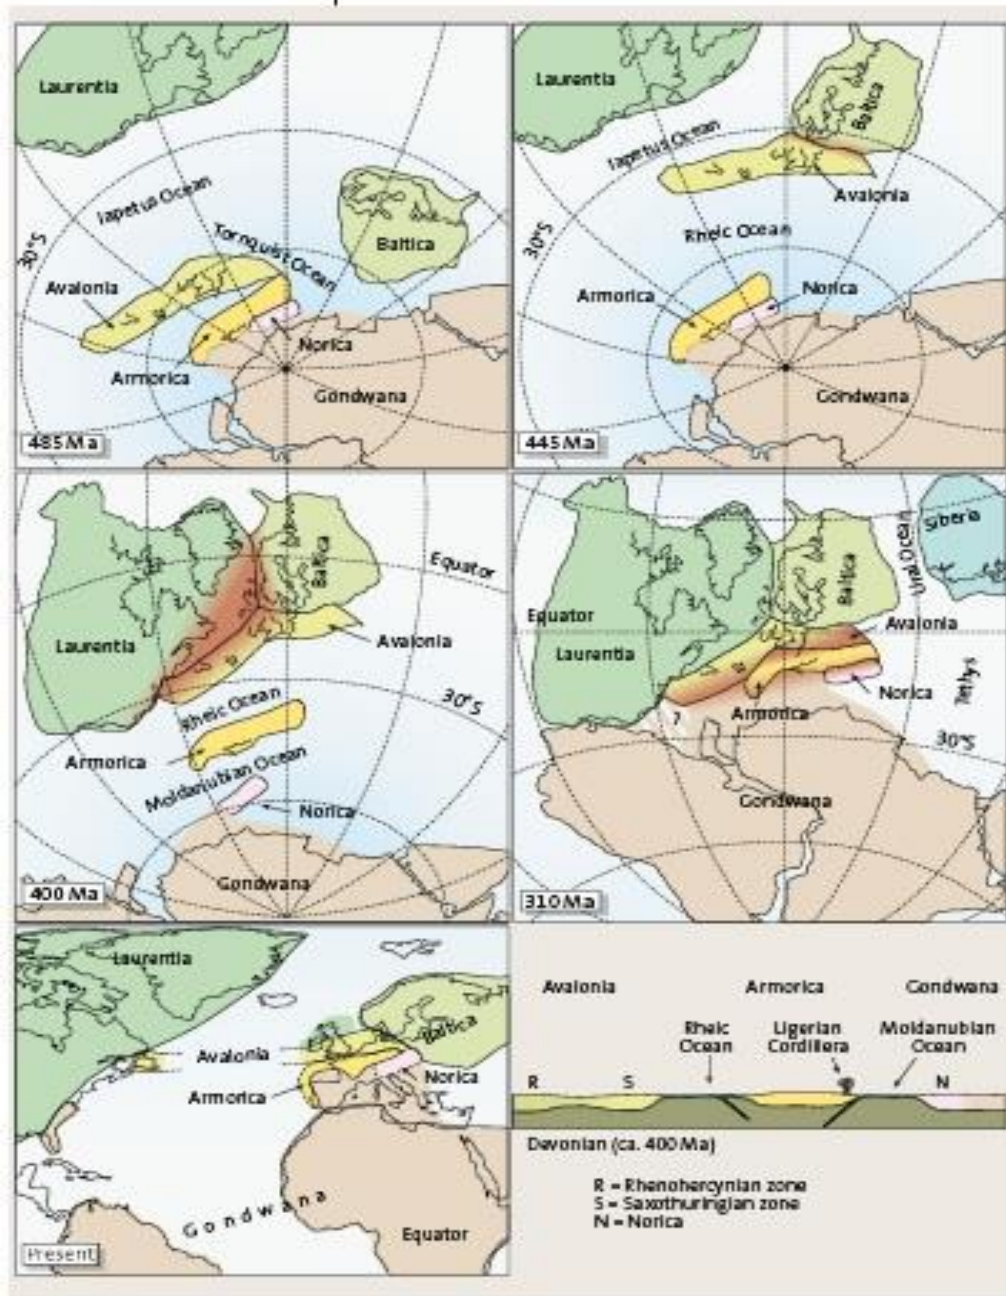 Laurentia
Iapetus Ocean
30°S
Tornquist Ocean
Baltica
Avalonia
Norica
Armorica
Gondwana
485 Ma
Laurentia
Baltica
Iapetus Ocean
Avalonia
30°S
Rheic Ocean
Armorica
Norica
Gondwana
445 Ma
Baltica
Equator
Laurentia
Avalonia
Rheic Ocean
30°S
Armorica
Moldanubian Ocean
Norica
Gondwana
400 Ma
Siberia
Ural Ocean
Baltica
Equator
Avalonia
Laurentia
Tethys
Norica
?
Armorica
30°S
Gondwana
310 Ma
Laurentia
Baltica
Avalonia
Norica
Armorica
Gondwana
Equator
Present
Avalonia Armorica Gondwana
Rheic Ocean
Ligerian Cordillera
Moldanubian Ocean
R S N
Devonian (ca. 400 Ma)
R = Rhenohercynian zone
S = Saxothuringian zone
N = Norica